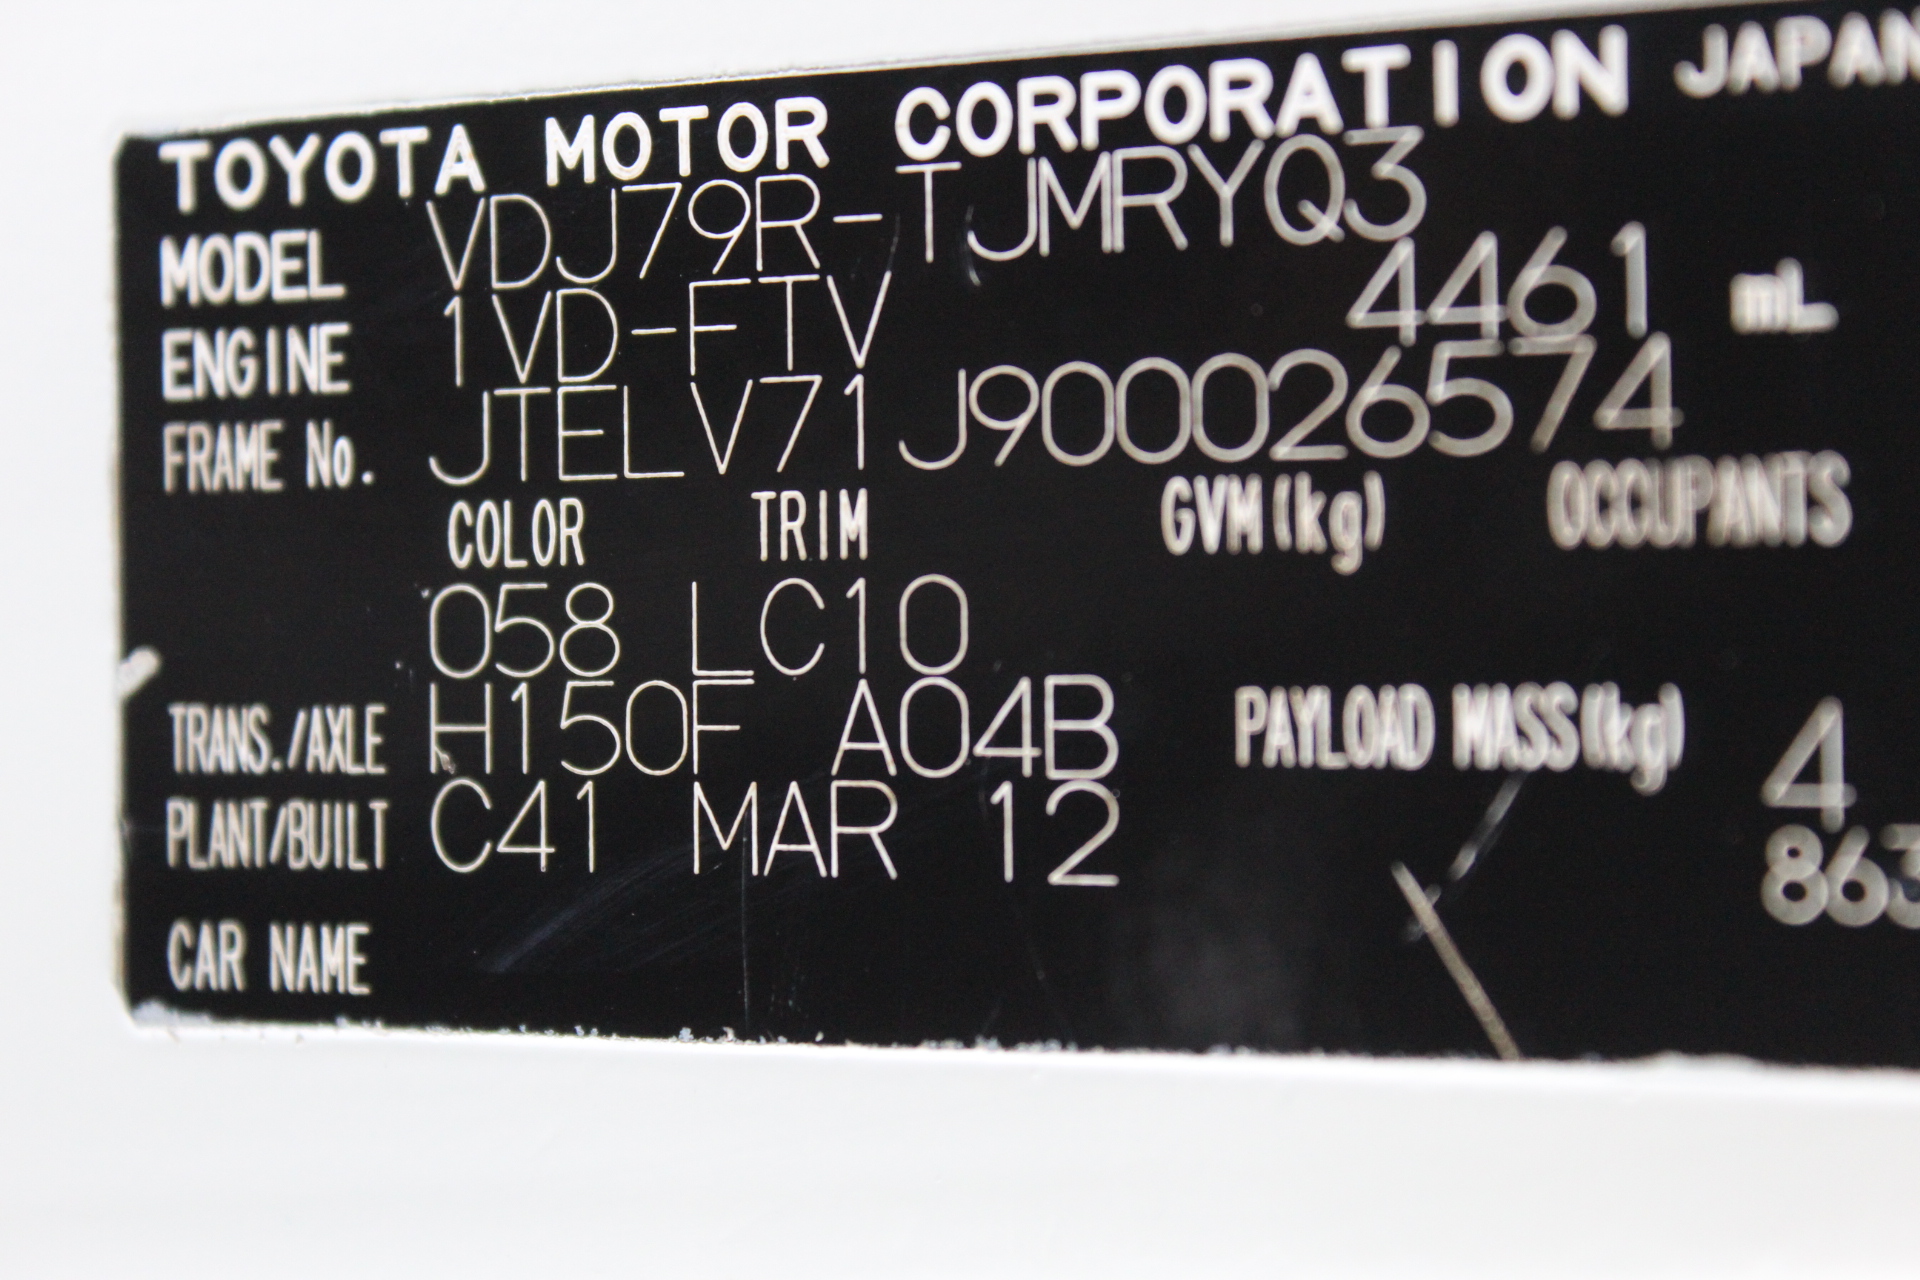 TOYOTA MOTOR CORPORATION JAPAN
MODEL VDJ79R-TJMRYQ3
ENGINE 1VD-FTV 4461 mL
FRAME No. JTELV71J900026574
COLOR TRIM GVM(kg) OCCUPANTS
058 LC10
TRANS./AXLE H150F A04B PAYLOAD MASS(kg) 4
PLANT/BUILT C41 MAR 12 863
CAR NAME